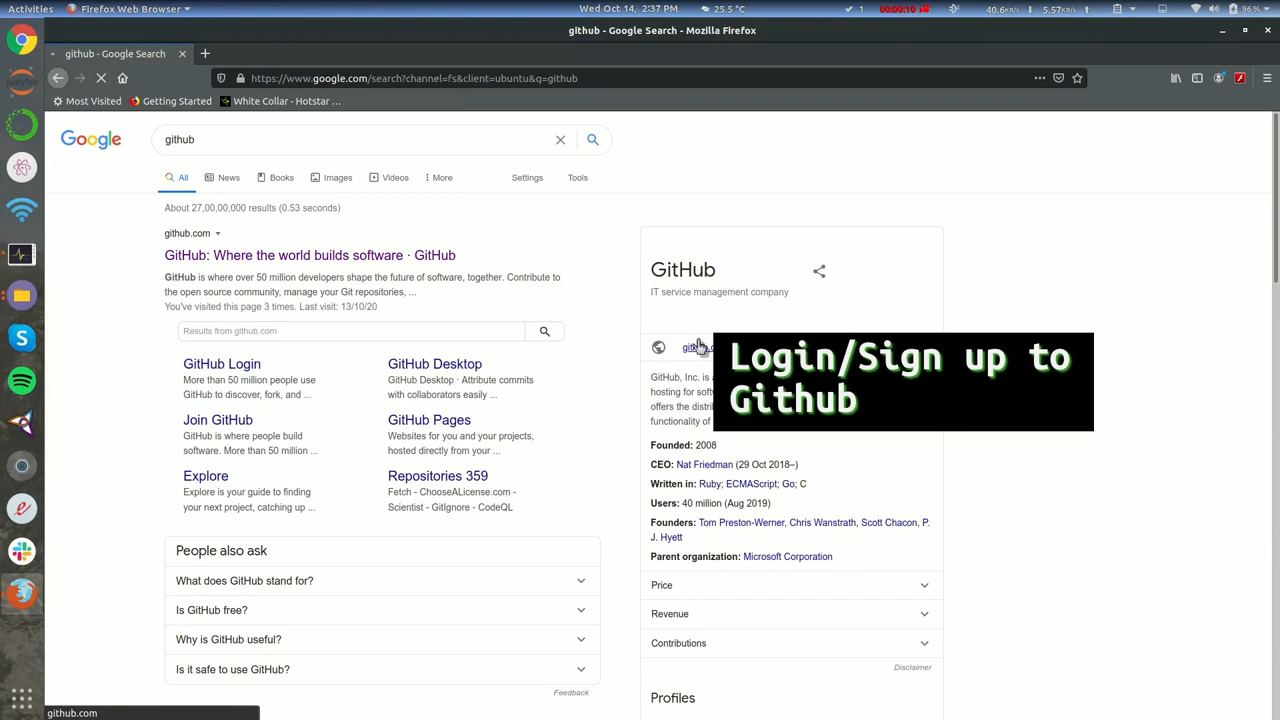 Activities
Firefox Web Browser
Wed Oct 14, 2:37 PM
25.5 °C
1
00:00:10
40.6K/s
5.57K/s
96%
github - Google Search - Mozilla Firefox
github - Google Search
https://www.google.com/search?channel=fs&client=ubuntu&q=github
Most Visited
Getting Started
White Collar - Hotstar ...
Google
github
All
News
Books
Images
Videos
More
Settings
Tools
About 27,00,00,000 results (0.53 seconds)
github.com
GitHub: Where the world builds software · GitHub
GitHub is where over 50 million developers shape the future of software, together. Contribute to
the open source community, manage your Git repositories, ...
You've visited this page 3 times. Last visit: 13/10/20
Results from github.com
GitHub Login
More than 50 million people use
GitHub to discover, fork, and ...
GitHub Desktop
GitHub Desktop · Attribute commits
with collaborators easily ...
Join GitHub
GitHub is where people build
software. More than 50 million ...
GitHub Pages
Websites for you and your projects,
hosted directly from your ...
Explore
Explore is your guide to finding
your next project, catching up ...
Repositories 359
Fetch - ChooseALicense.com -
Scientist - GitIgnore - CodeQL
People also ask
What does GitHub stand for?
Is GitHub free?
Why is GitHub useful?
Is it safe to use GitHub?
Feedback
GitHub
IT service management company
Login/Sign up to
Github
GitHub, Inc. is a
hosting for
offers the
functionality of
Founded: 2008
CEO: Nat Friedman (29 Oct 2018–)
Written in: Ruby; ECMAScript; Go; C
Users: 40 million (Aug 2019)
Founders: Tom Preston-Werner, Chris Wanstrath, Scott Chacon, P.
J. Hyett
Parent organization: Microsoft Corporation
Price
Revenue
Contributions
Disclaimer
Profiles
github.com